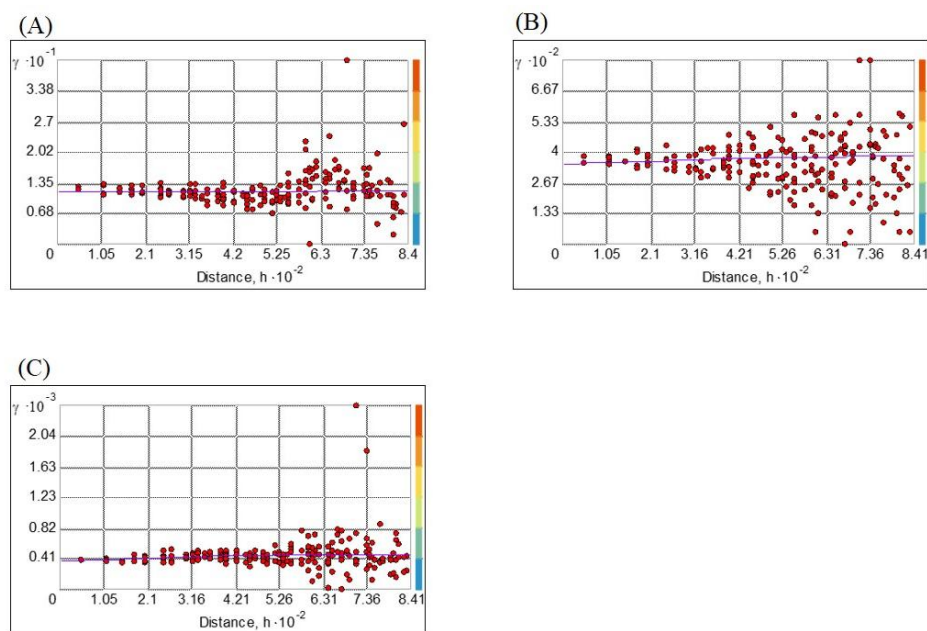 (A)
γ · 10⁻¹
3.38
2.7
2.02
1.35
0.68
0 1.05 2.1 3.15 4.2 5.25 6.3 7.35 8.4
Distance, h · 10⁻²
(B)
γ · 10⁻²
6.67
5.33
4
2.67
1.33
0 1.05 2.1 3.16 4.21 5.26 6.31 7.36 8.41
Distance, h · 10⁻²
(C)
γ · 10⁻³
2.04
1.63
1.23
0.82
0.41
0 1.05 2.1 3.16 4.21 5.26 6.31 7.36 8.41
Distance, h · 10⁻²